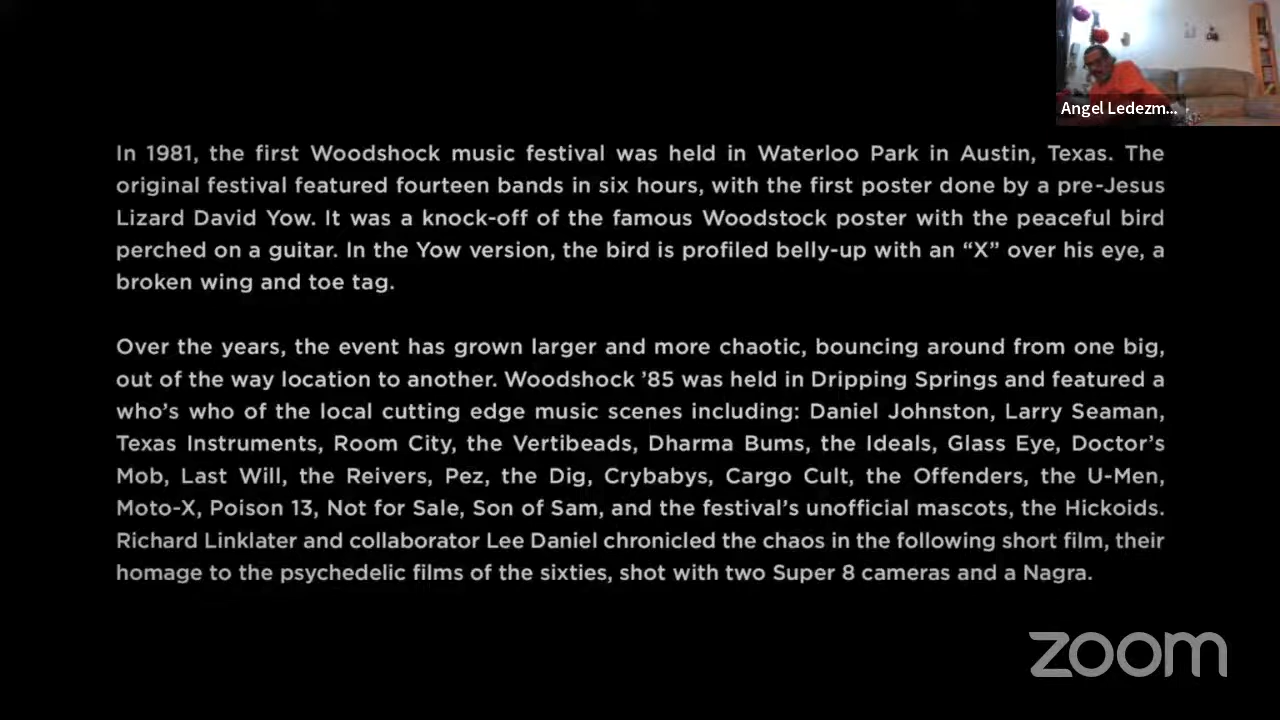 Angel Ledezm...
In 1981, the first Woodshock music festival was held in Waterloo Park in Austin, Texas. The
original festival featured fourteen bands in six hours, with the first poster done by a pre-Jesus
Lizard David Yow. It was a knock-off of the famous Woodstock poster with the peaceful bird
perched on a guitar. In the Yow version, the bird is profiled belly-up with an “X” over his eye, a
broken wing and toe tag.
Over the years, the event has grown larger and more chaotic, bouncing around from one big,
out of the way location to another. Woodshock ’85 was held in Dripping Springs and featured a
who’s who of the local cutting edge music scenes including: Daniel Johnston, Larry Seaman,
Texas Instruments, Room City, the Vertibeads, Dharma Bums, the Ideals, Glass Eye, Doctor’s
Mob, Last Will, the Reivers, Pez, the Dig, Crybabys, Cargo Cult, the Offenders, the U-Men,
Moto-X, Poison 13, Not for Sale, Son of Sam, and the festival’s unofficial mascots, the Hickoids.
Richard Linklater and collaborator Lee Daniel chronicled the chaos in the following short film, their
homage to the psychedelic films of the sixties, shot with two Super 8 cameras and a Nagra.
zoom